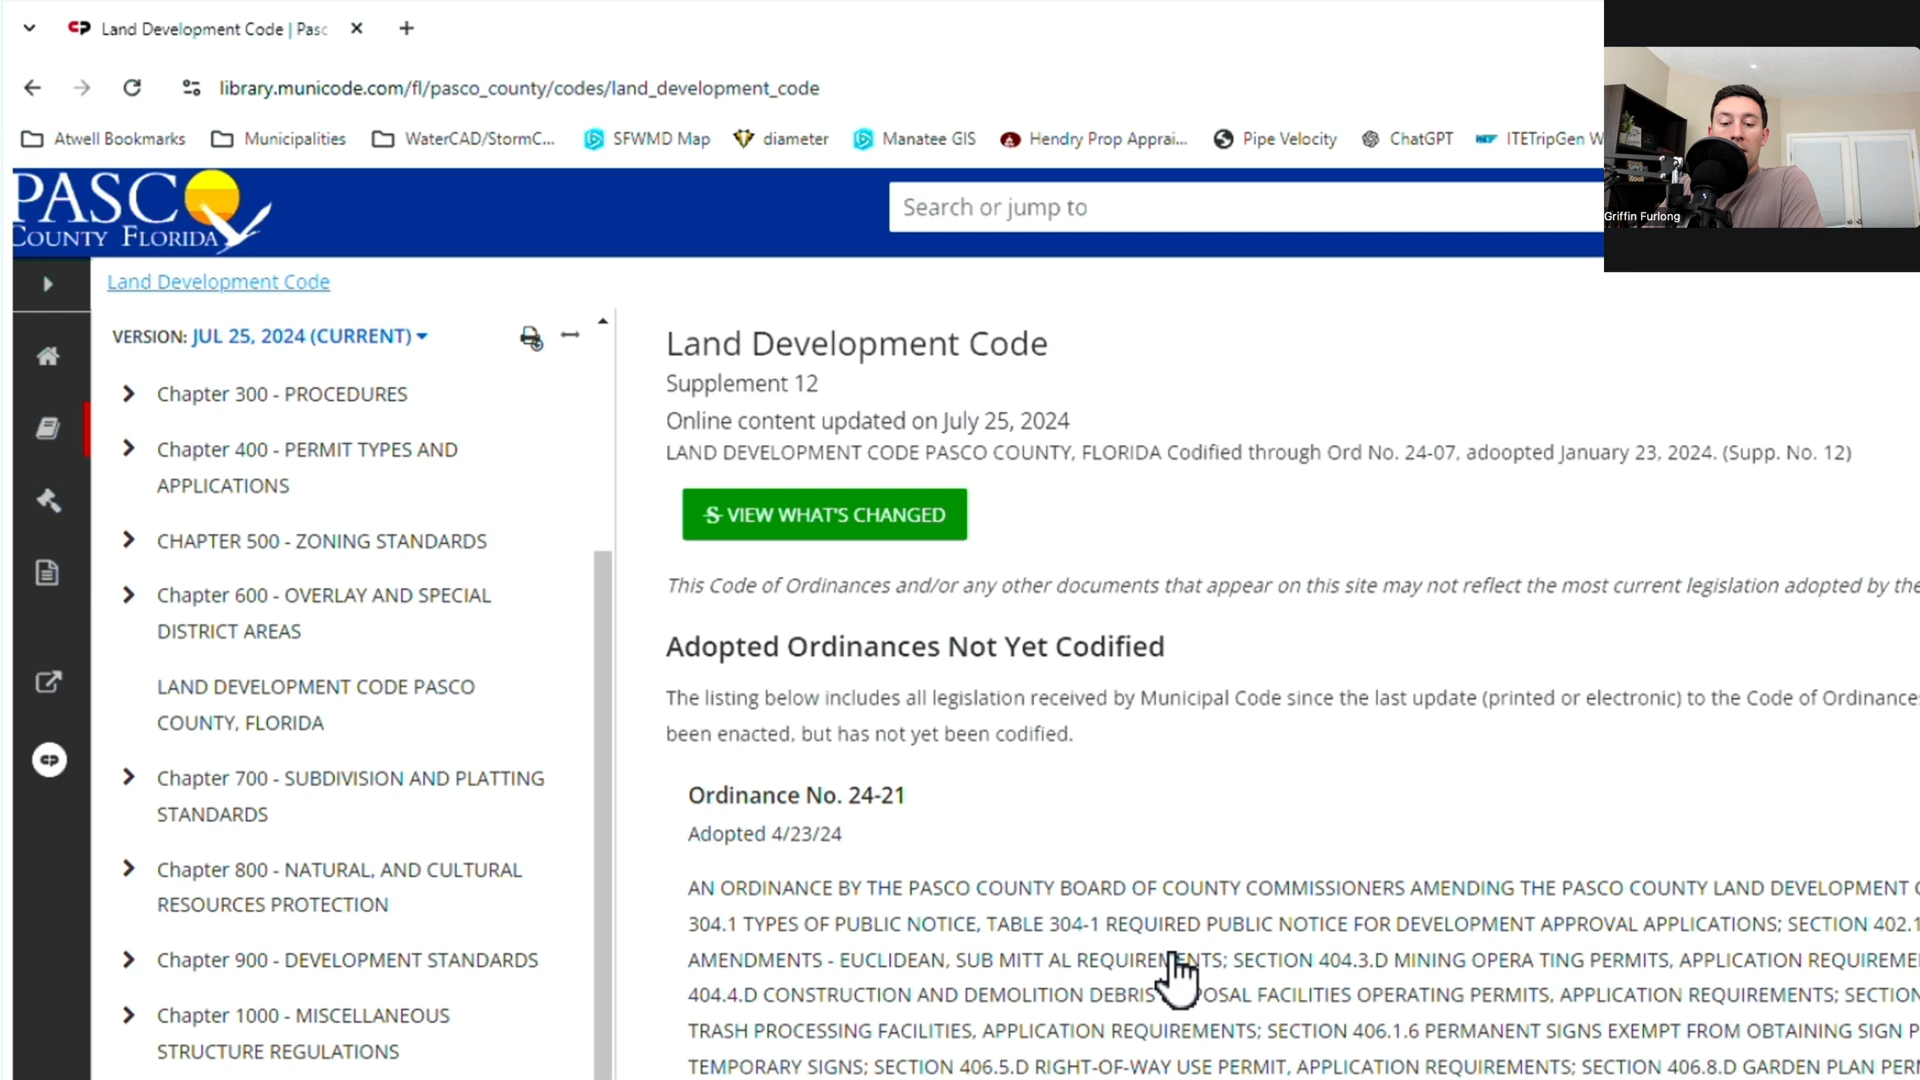 Land Development Code | Pasc
library.municode.com/fl/pasco_county/codes/land_development_code
Atwell Bookmarks
Municipalities
WaterCAD/StormC...
SFWMD Map
diameter
Manatee GIS
Hendry Prop Apprai...
Pipe Velocity
ChatGPT
ITETripGen W
Griffin Furlong
PASCO
COUNTY FLORIDA
Search or jump to
Land Development Code
VERSION: JUL 25, 2024 (CURRENT)
Chapter 300 - PROCEDURES
Chapter 400 - PERMIT TYPES AND
APPLICATIONS
CHAPTER 500 - ZONING STANDARDS
Chapter 600 - OVERLAY AND SPECIAL
DISTRICT AREAS
LAND DEVELOPMENT CODE PASCO
COUNTY, FLORIDA
Chapter 700 - SUBDIVISION AND PLATTING
STANDARDS
Chapter 800 - NATURAL, AND CULTURAL
RESOURCES PROTECTION
Chapter 900 - DEVELOPMENT STANDARDS
Chapter 1000 - MISCELLANEOUS
STRUCTURE REGULATIONS
Land Development Code
Supplement 12
Online content updated on July 25, 2024
LAND DEVELOPMENT CODE PASCO COUNTY, FLORIDA Codified through Ord No. 24-07, adoopted January 23, 2024. (Supp. No. 12)
S VIEW WHAT'S CHANGED
This Code of Ordinances and/or any other documents that appear on this site may not reflect the most current legislation adopted by the
Adopted Ordinances Not Yet Codified
The listing below includes all legislation received by Municipal Code since the last update (printed or electronic) to the Code of Ordinances
been enacted, but has not yet been codified.
Ordinance No. 24-21
Adopted 4/23/24
AN ORDINANCE BY THE PASCO COUNTY BOARD OF COUNTY COMMISSIONERS AMENDING THE PASCO COUNTY LAND DEVELOPMENT C
304.1 TYPES OF PUBLIC NOTICE, TABLE 304-1 REQUIRED PUBLIC NOTICE FOR DEVELOPMENT APPROVAL APPLICATIONS; SECTION 402.1
AMENDMENTS - EUCLIDEAN, SUB MITT AL REQUIREMENTS; SECTION 404.3.D MINING OPERA TING PERMITS, APPLICATION REQUIREME
404.4.D CONSTRUCTION AND DEMOLITION DEBRIS POSAL FACILITIES OPERATING PERMITS, APPLICATION REQUIREMENTS; SECTION
TRASH PROCESSING FACILITIES, APPLICATION REQUIREMENTS; SECTION 406.1.6 PERMANENT SIGNS EXEMPT FROM OBTAINING SIGN P
TEMPORARY SIGNS; SECTION 406.5.D RIGHT-OF-WAY USE PERMIT, APPLICATION REQUIREMENTS; SECTION 406.8.D GARDEN PLAN PER